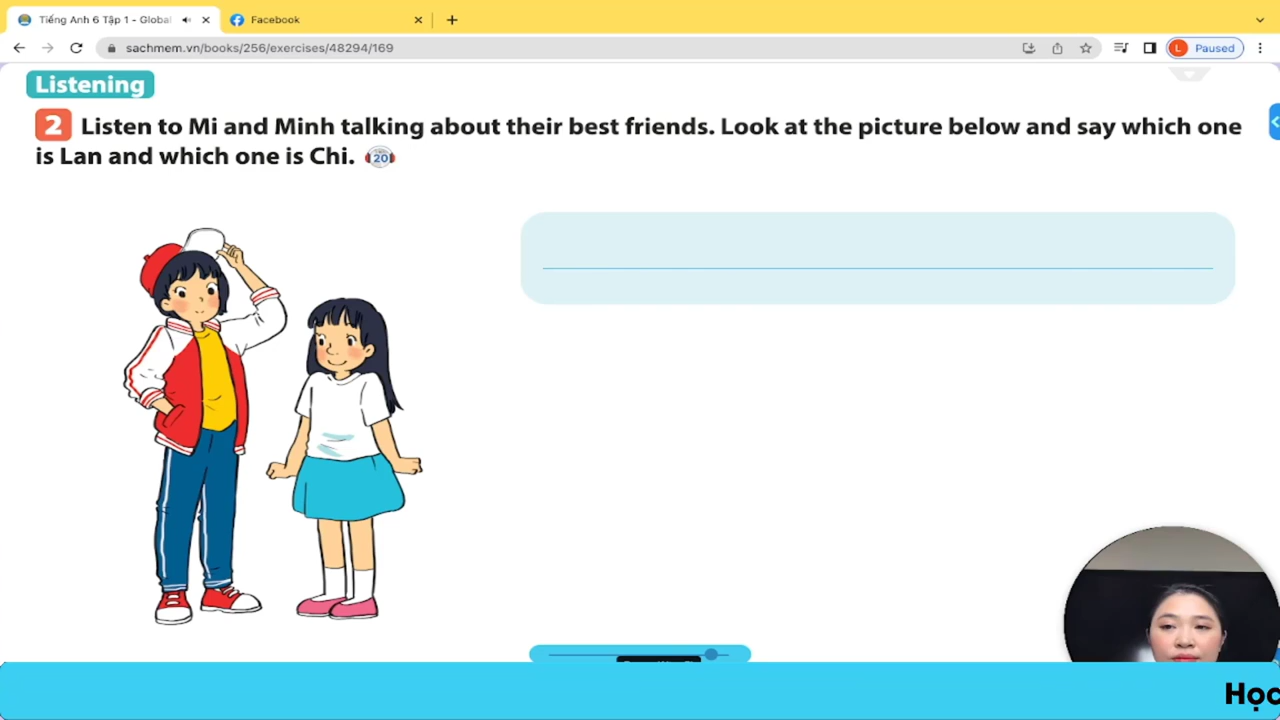 Tiếng Anh 6 Tập 1 - Global
Facebook
sachmem.vn/books/256/exercises/48294/169
L Paused
Listening
2 Listen to Mi and Minh talking about their best friends. Look at the picture below and say which one
is Lan and which one is Chi. 20
Học